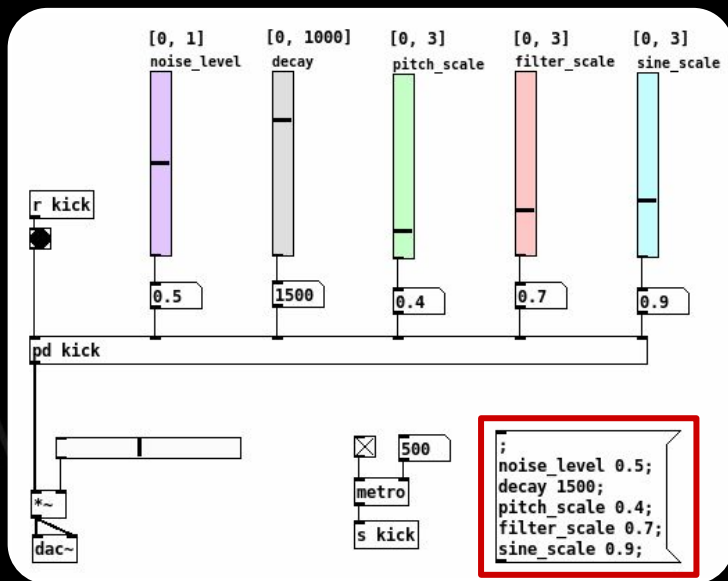 [0, 1] [0, 1000] [0, 3] [0, 3] [0, 3]
noise_level decay pitch_scale filter_scale sine_scale
r kick
0.5 1500 0.4 0.7 0.9
pd kick
500
;
noise_level 0.5;
metro
decay 1500;
*~
pitch_scale 0.4;
s kick
filter_scale 0.7;
dac~
sine_scale 0.9;